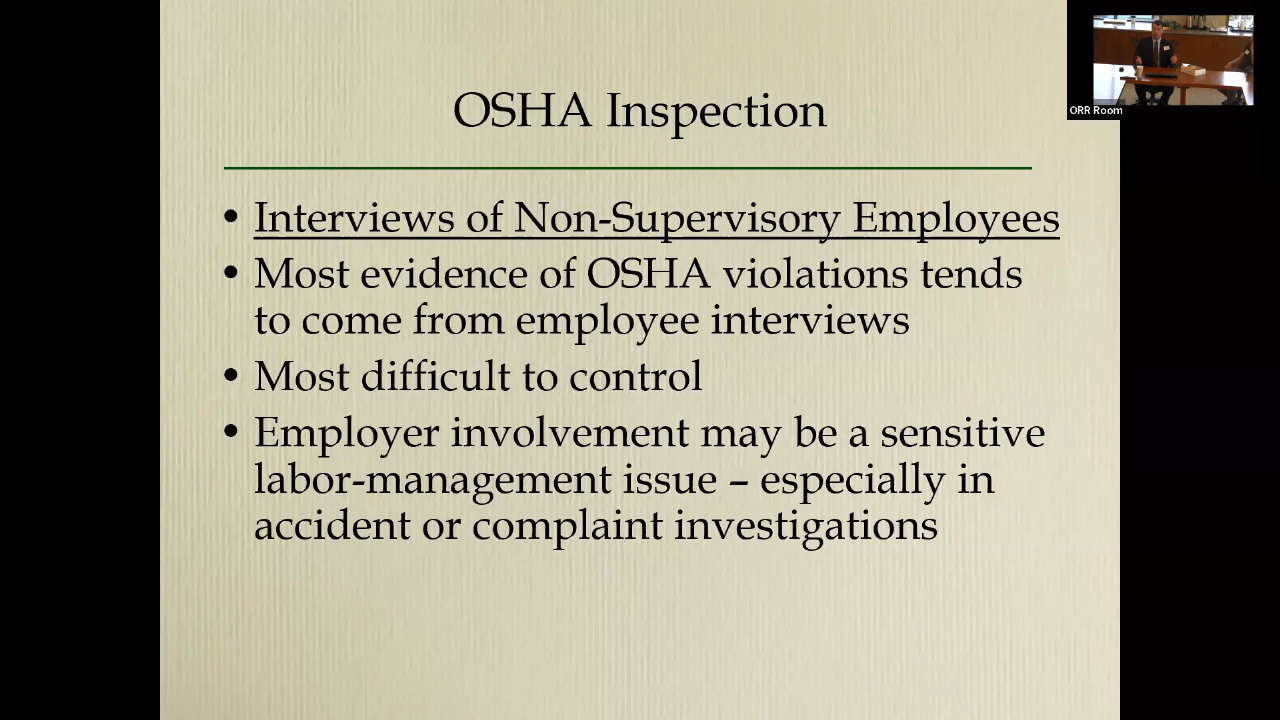 OSHA Inspection
ORR Room
• Interviews of Non-Supervisory Employees
• Most evidence of OSHA violations tends
to come from employee interviews
• Most difficult to control
• Employer involvement may be a sensitive
labor-management issue – especially in
accident or complaint investigations